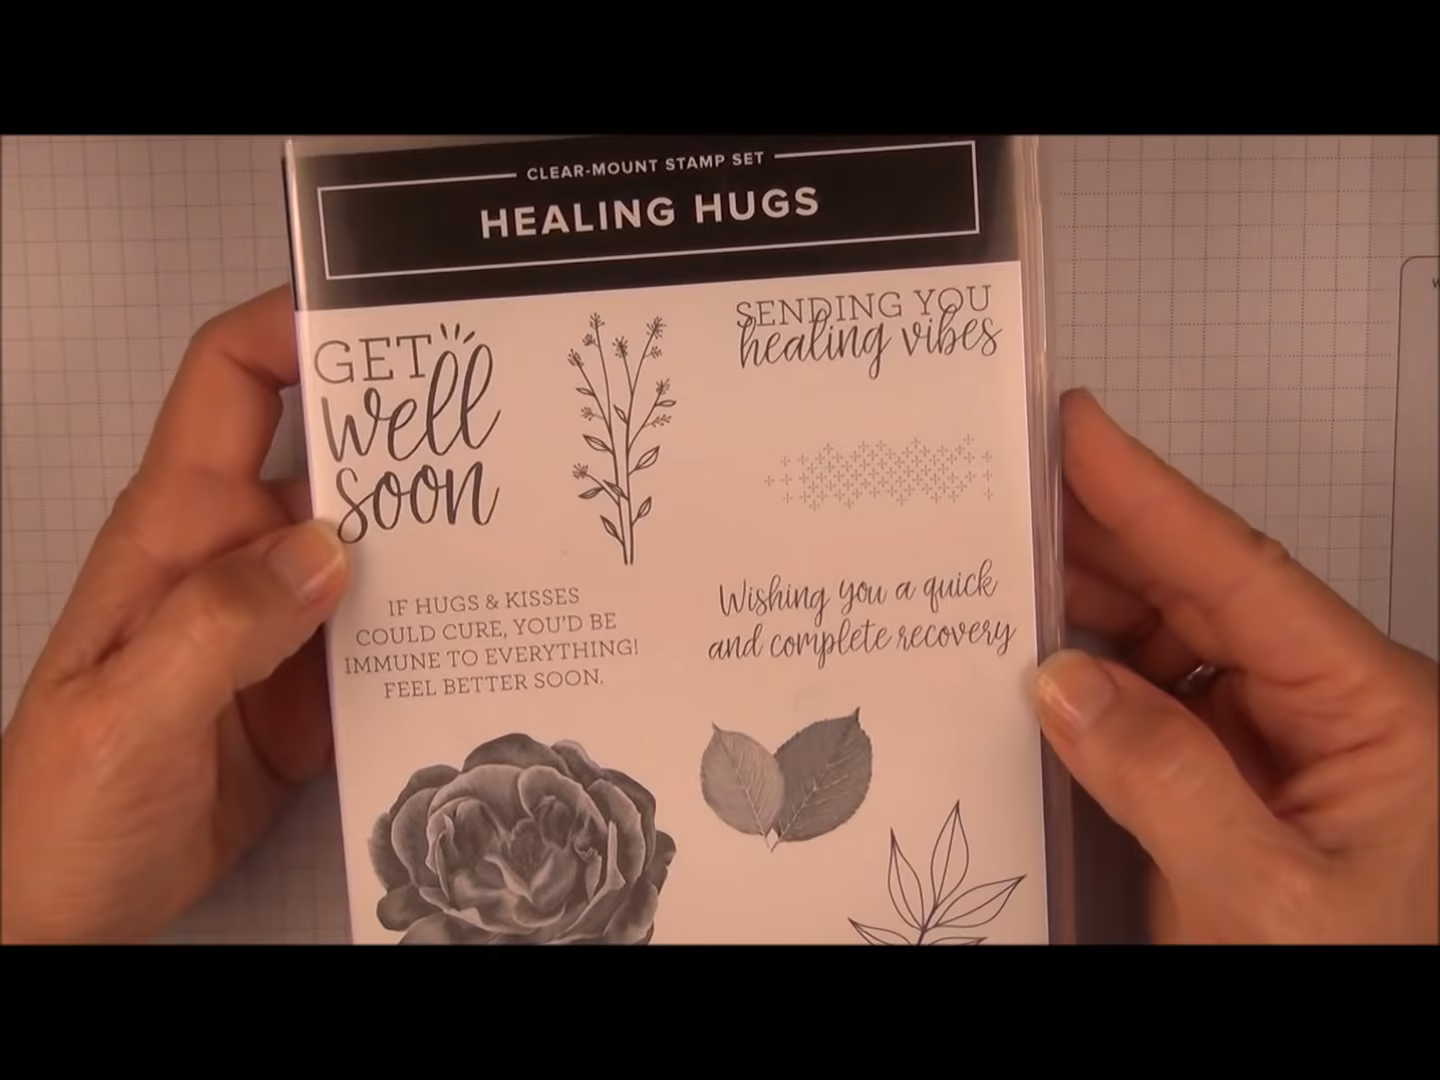 CLEAR-MOUNT STAMP SET
HEALING HUGS
GET
well
soon
SENDING YOU
healing vibes
IF HUGS & KISSES
COULD CURE, YOU'D BE
IMMUNE TO EVERYTHING!
FEEL BETTER SOON.
Wishing you a quick
and complete recovery